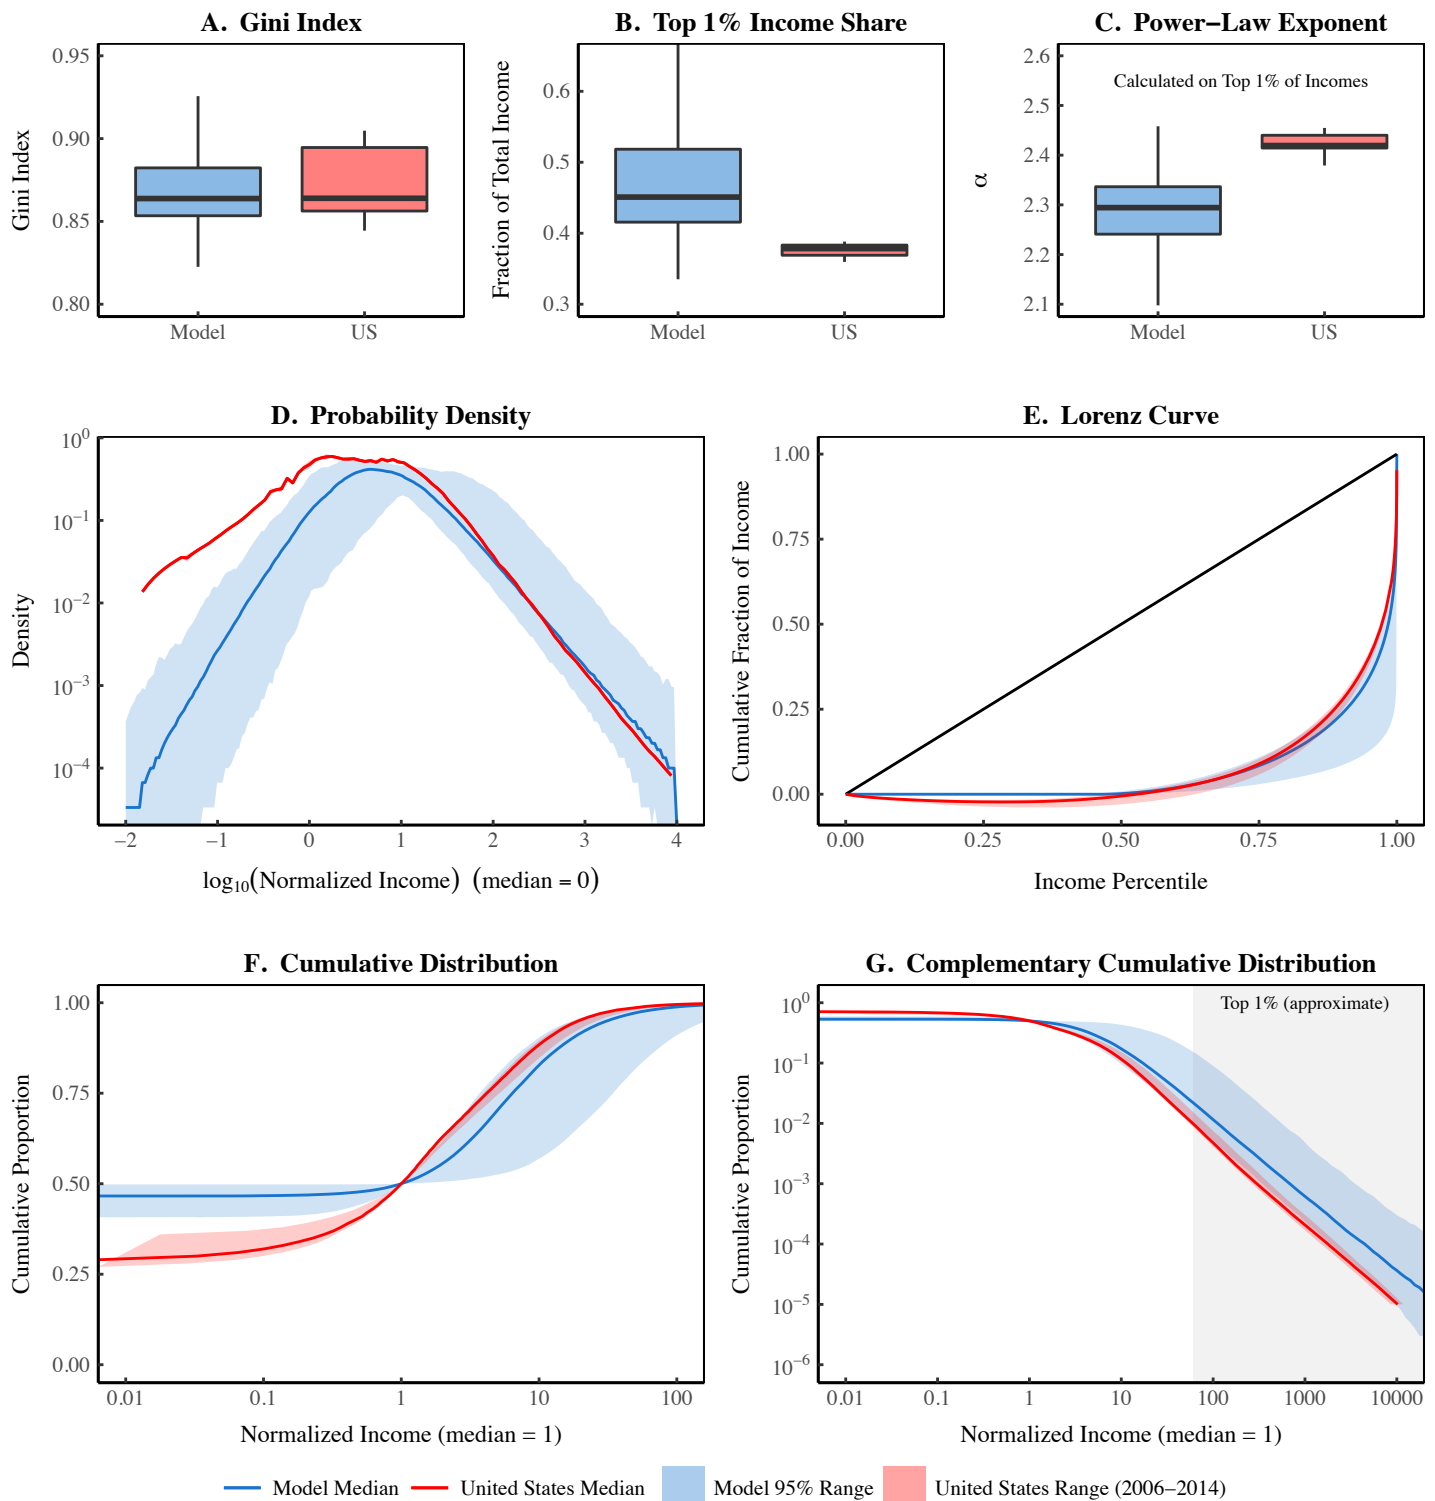 A. Gini Index
B. Top 1% Income Share
C. Power−Law Exponent
Gini Index
0.95
0.90
0.85
0.80
Model
US
Fraction of Total Income
0.6
0.5
0.4
0.3
Model
US
α
2.6
2.5
2.4
2.3
2.2
2.1
Calculated on Top 1% of Incomes
Model
US
D. Probability Density
Density
10⁰
10⁻¹
10⁻²
10⁻³
10⁻⁴
−2 −1 0 1 2 3 4
log₁₀(Normalized Income) (median = 0)
E. Lorenz Curve
Cumulative Fraction of Income
1.00
0.75
0.50
0.25
0.00
0.00 0.25 0.50 0.75 1.00
Income Percentile
F. Cumulative Distribution
Cumulative Proportion
1.00
0.75
0.50
0.25
0.00
0.01 0.1 1 10 100
Normalized Income (median = 1)
G. Complementary Cumulative Distribution
Cumulative Proportion
10⁰
10⁻¹
10⁻²
10⁻³
10⁻⁴
10⁻⁵
10⁻⁶
Top 1% (approximate)
0.01 0.1 1 10 100 1000 10000
Normalized Income (median = 1)
Model Median United States Median Model 95% Range United States Range (2006−2014)